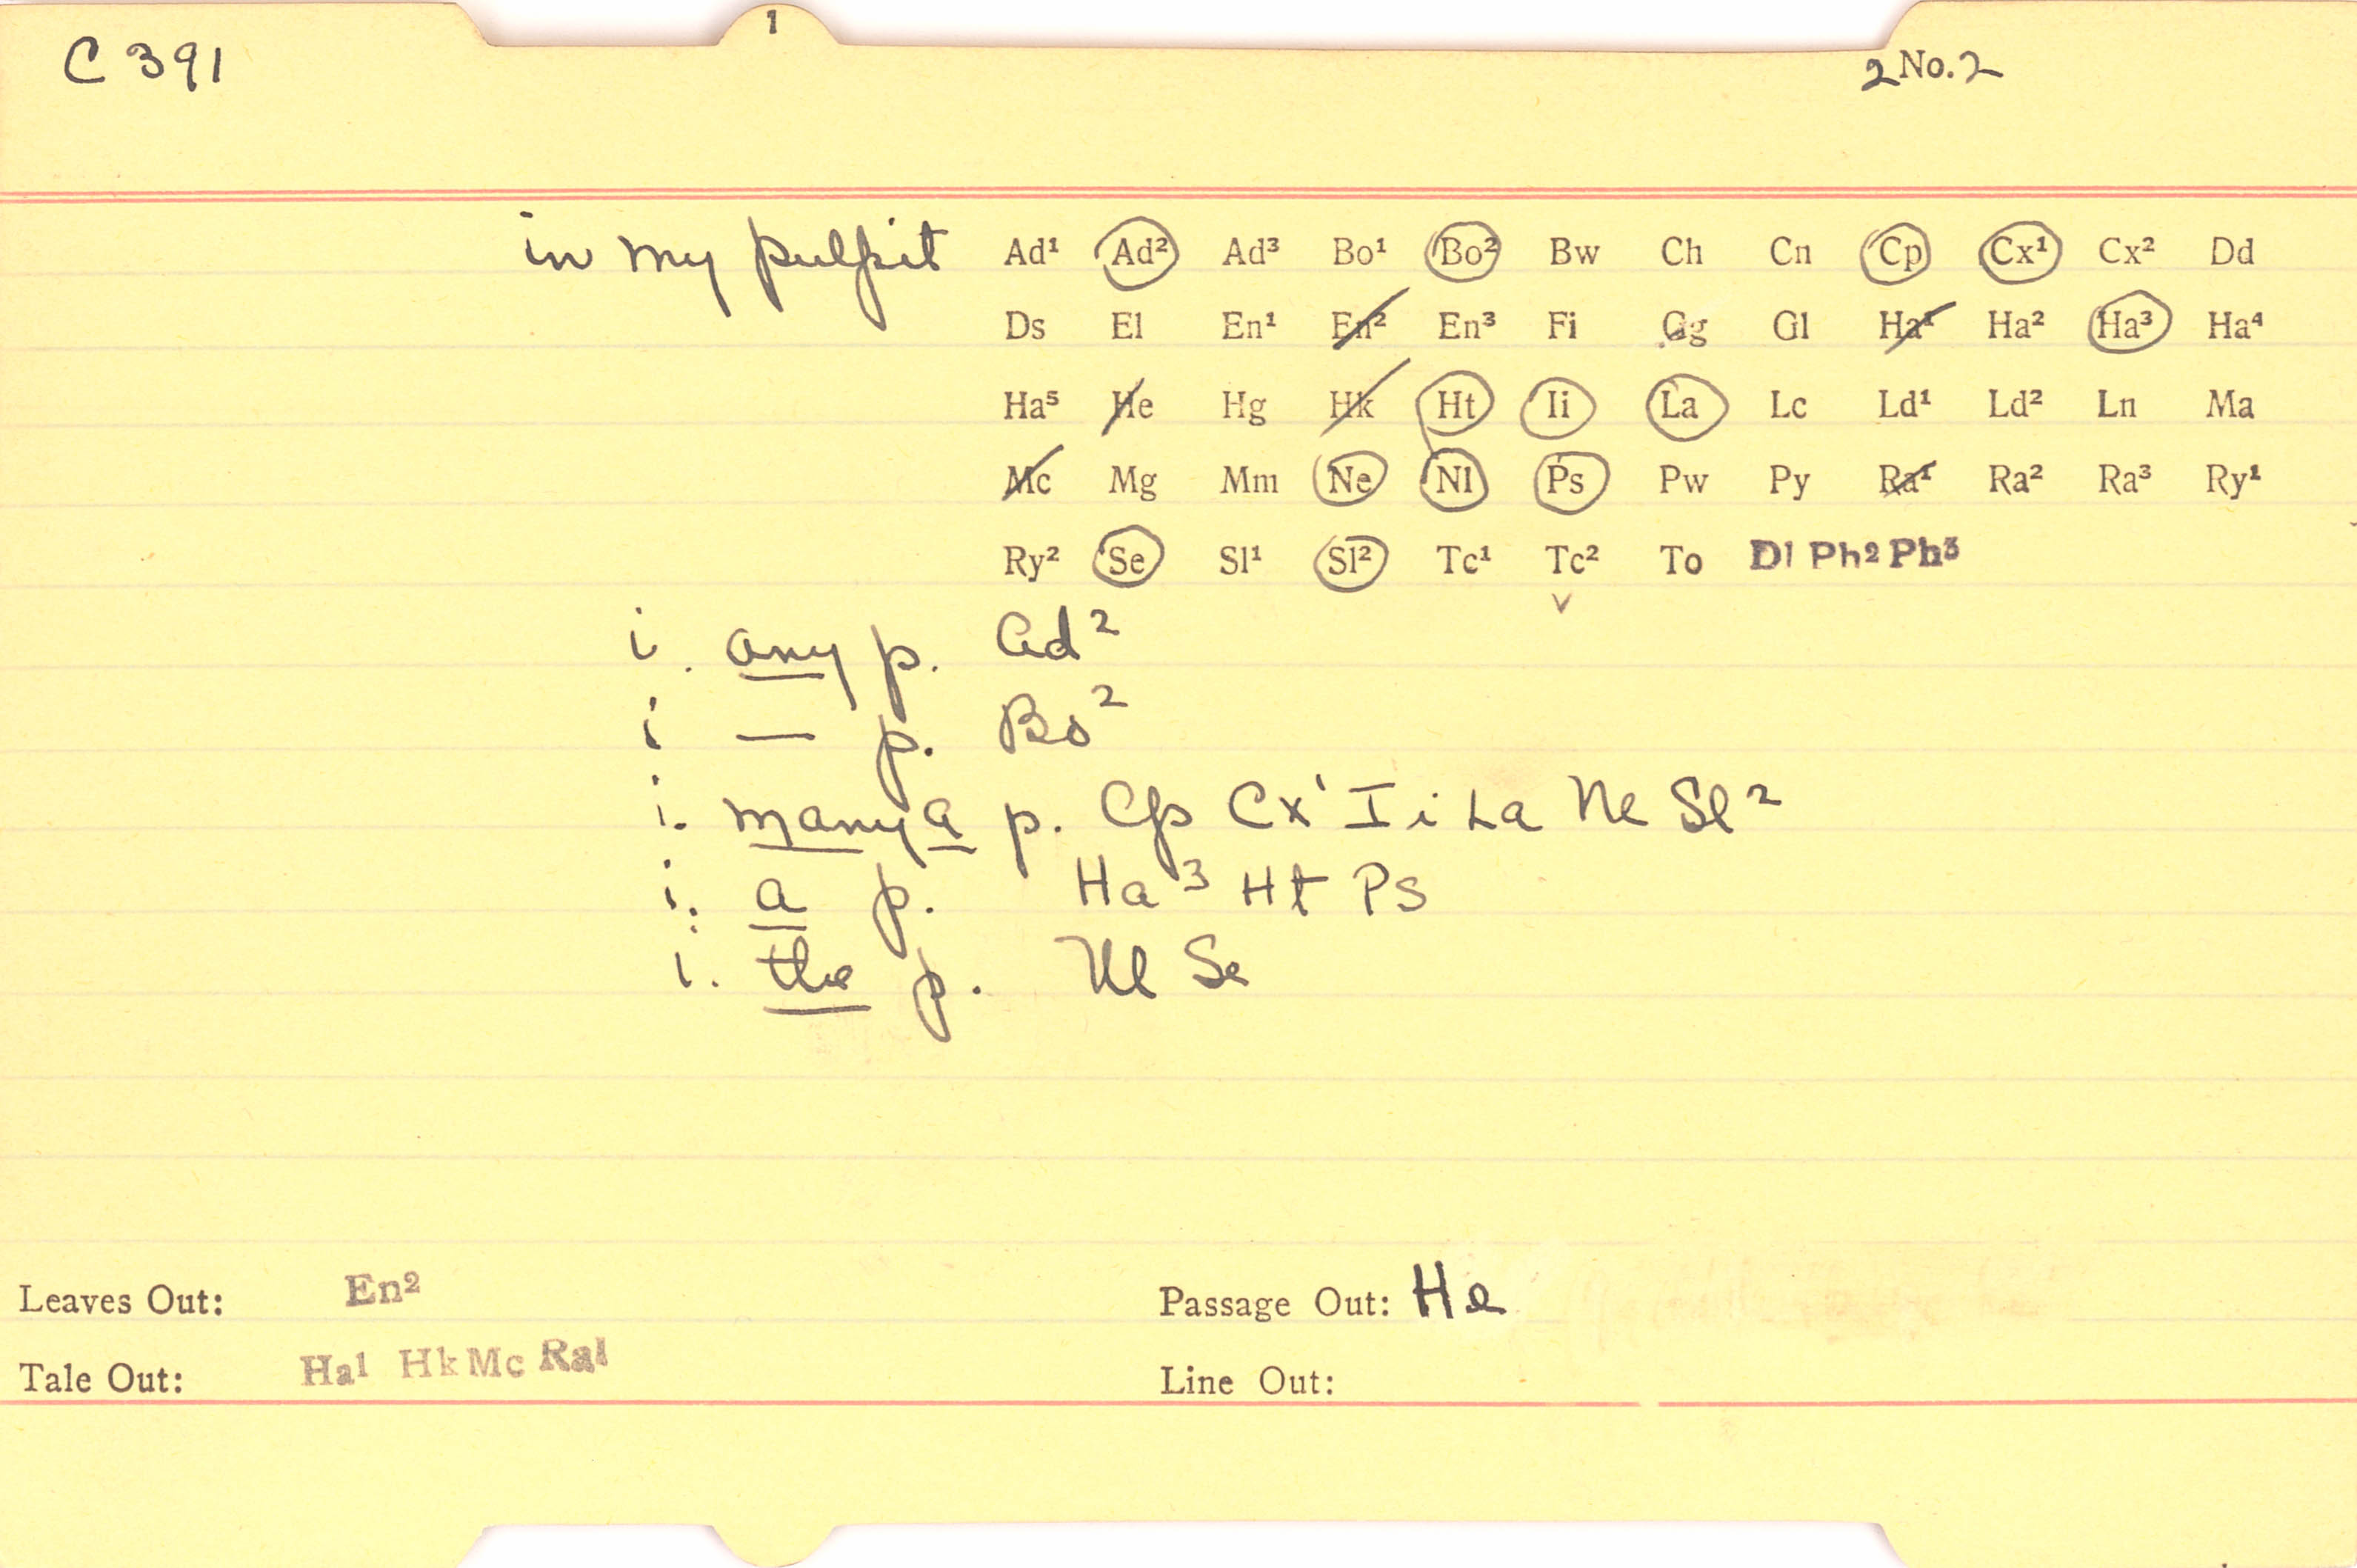 1
C 391
2 No. 2
in my pulpit Ad¹ Ad² Ad³ Bo¹ Bo² Bw Ch Cn Cp Cx¹ Cx² Dd
Ds El En¹ En² En³ Fi Gg Gl Ha¹ Ha² Ha³ Ha⁴
Ha⁵ He Hg Hk Ht Ii La Lc Ld¹ Ld² Ln Ma
Mc Mg Mm Ne Nl Ps Pw Py Ra¹ Ra² Ra³ Ry¹
Ry² Se Sl¹ Sl² Tc¹ Tc² To Dl Ph² Ph³
v
i. any p. Ad²
i — p. Bo²
i. many a p. Cp Cx¹ Ii La Ne Sl²
i. a p. Ha³ Ht Ps
i. the p. Nl Se
Leaves Out: En² Passage Out: He
Tale Out: Ha¹ Hk Mc Ra¹ Line Out: